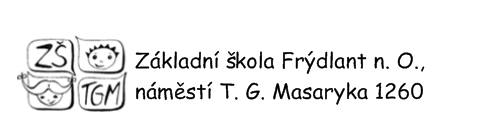 ZŠ
TGM
Základní škola Frýdlant n. O.,
náměstí T. G. Masaryka 1260